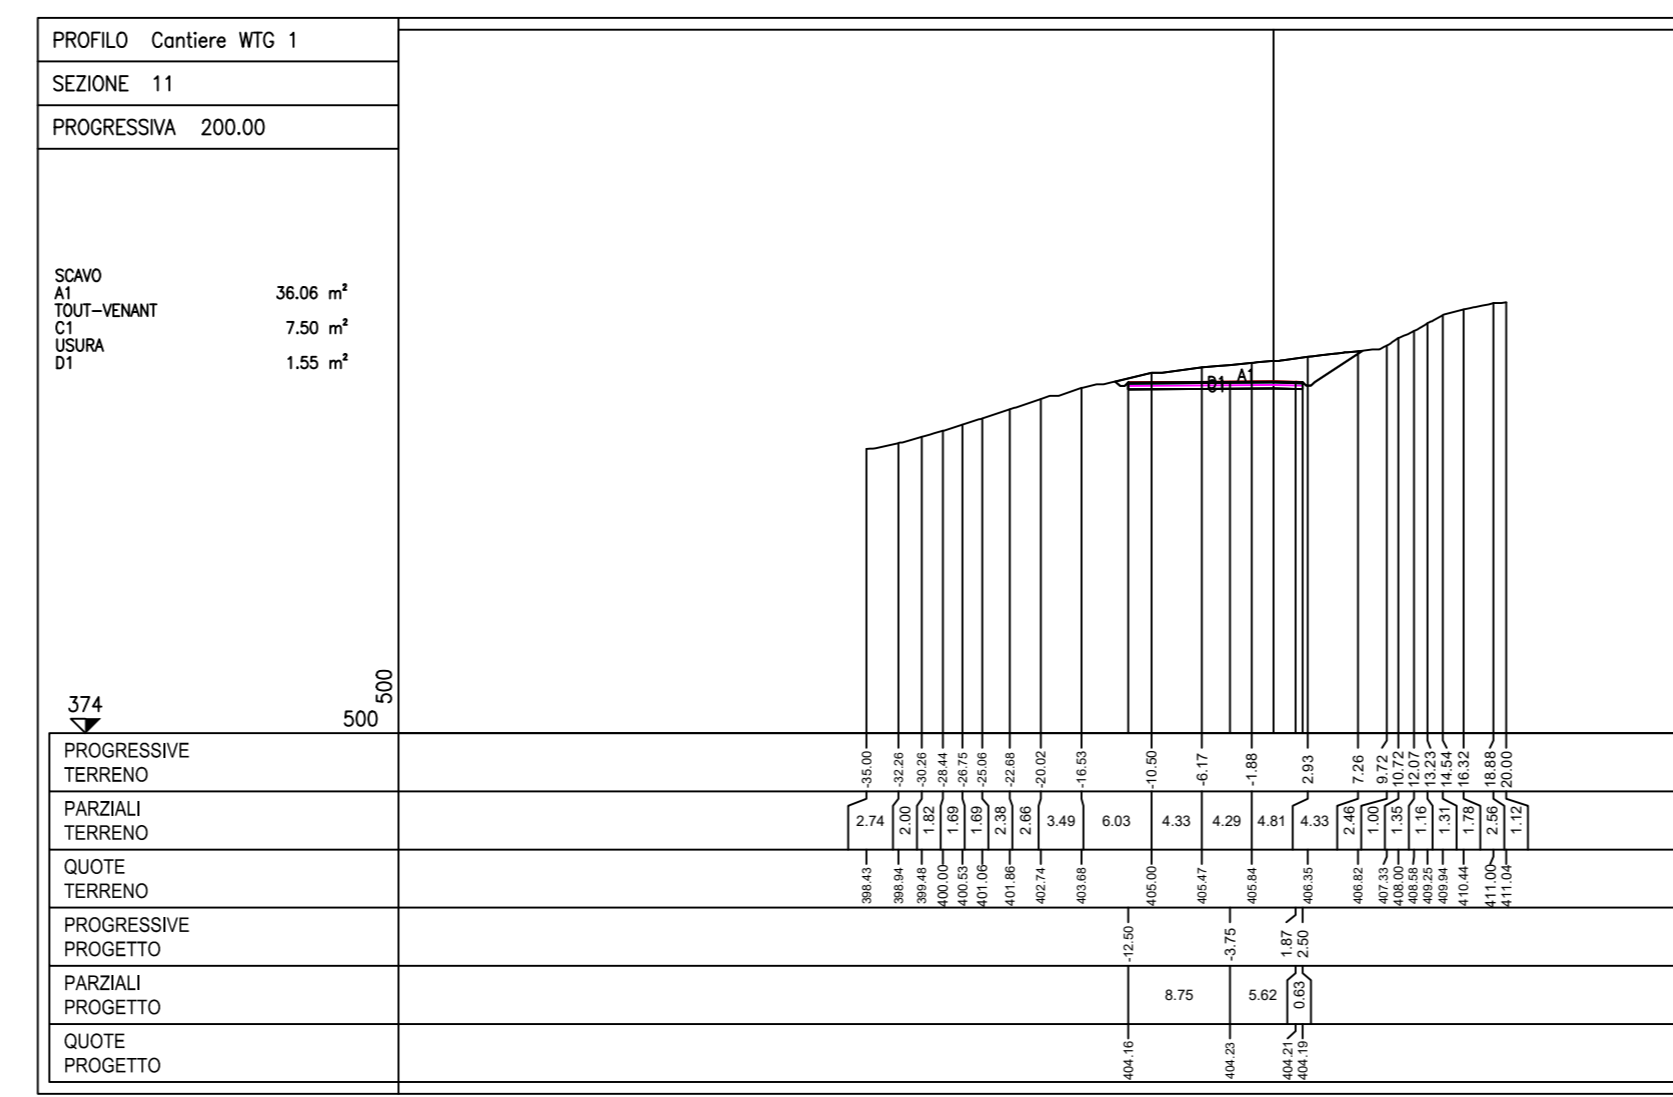 PROFILO Cantiere WTG 1
SEZIONE 11
PROGRESSIVA 200.00
SCAVO
A1 36.06 m²
TOUT-VENANT
C1 7.50 m²
USURA
D1 1.55 m²
A1
D1
C1
374
500
500
PROGRESSIVE
TERRENO
-35.00 -32.26 -30.26 -28.44 -26.75 -25.06 -22.68 -20.02 -16.53 -10.50 -6.17 -1.88 2.93 7.26 9.72 10.72 12.07 13.23 14.54 16.32 18.88 20.00
PARZIALI
TERRENO
2.74 2.00 1.82 1.69 1.69 2.38 2.66 3.49 6.03 4.33 4.29 4.81 4.33 2.46 1.00 1.35 1.16 1.31 1.78 2.56 1.12
QUOTE
TERRENO
398.43 398.94 399.48 400.00 400.53 401.06 401.86 402.74 403.68 405.00 405.47 405.84 406.35 406.82 407.33 408.00 408.58 409.25 409.94 410.44 411.00 411.04
PROGRESSIVE
PROGETTO
-12.50 -3.75 1.87 2.50
PARZIALI
PROGETTO
8.75 5.62 0.63
QUOTE
PROGETTO
404.16 404.23 404.21 404.19